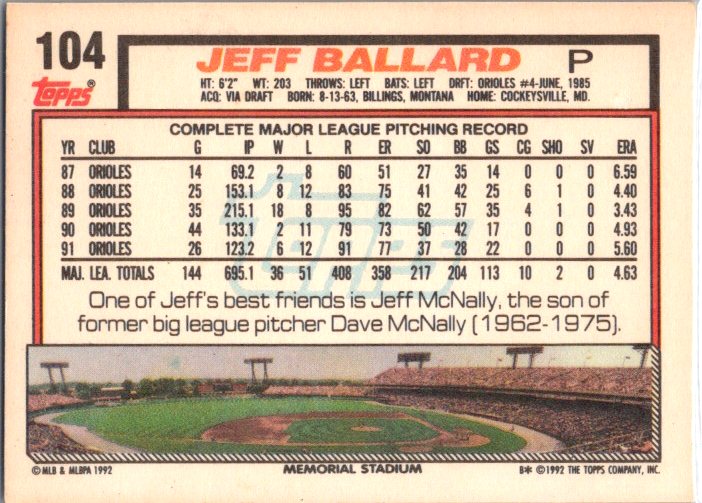 104
Topps®
JEFF BALLARD P
HT: 6'2" WT: 203 THROWS: LEFT BATS: LEFT DRFT: ORIOLES #4-JUNE, 1985
ACQ: VIA DRAFT BORN: 8-13-63, BILLINGS, MONTANA HOME: COCKEYSVILLE, MD.
COMPLETE MAJOR LEAGUE PITCHING RECORD
YR CLUB G IP W L R ER SO BB GS CG SHO SV ERA
87 ORIOLES 14 69.2 2 8 60 51 27 35 14 0 0 0 6.59
88 ORIOLES 25 153.1 8 12 83 75 41 42 25 6 1 0 4.40
89 ORIOLES 35 215.1 18 8 95 82 62 57 35 4 1 0 3.43
90 ORIOLES 44 133.1 2 11 79 73 50 42 17 0 0 0 4.93
91 ORIOLES 26 123.2 6 12 91 77 37 28 22 0 0 0 5.60
MAJ. LEA. TOTALS 144 695.1 36 51 408 358 217 204 113 10 2 0 4.63
Topps
One of Jeff's best friends is Jeff McNally, the son of
former big league pitcher Dave McNally (1962-1975).
© MLB & MLBPA 1992 MEMORIAL STADIUM B* © 1992 THE TOPPS COMPANY, INC.